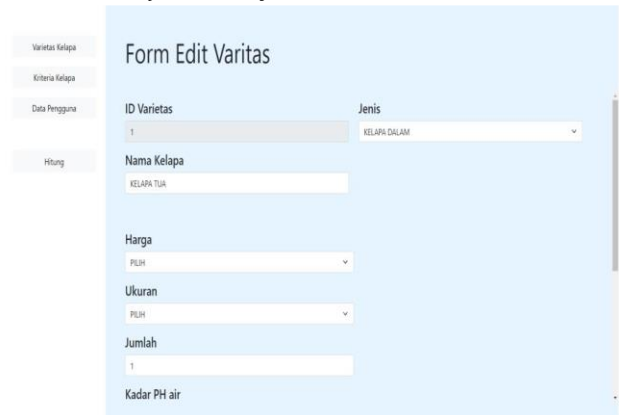 Varietas Kelapa
Kriteria Kelapa
Data Pengguna
Hitung
Form Edit Varitas
ID Varietas
Jenis
1
KELAPA DALAM
Nama Kelapa
KELAPA TUA
Harga
PILIH
Ukuran
PILIH
Jumlah
1
Kadar PH air